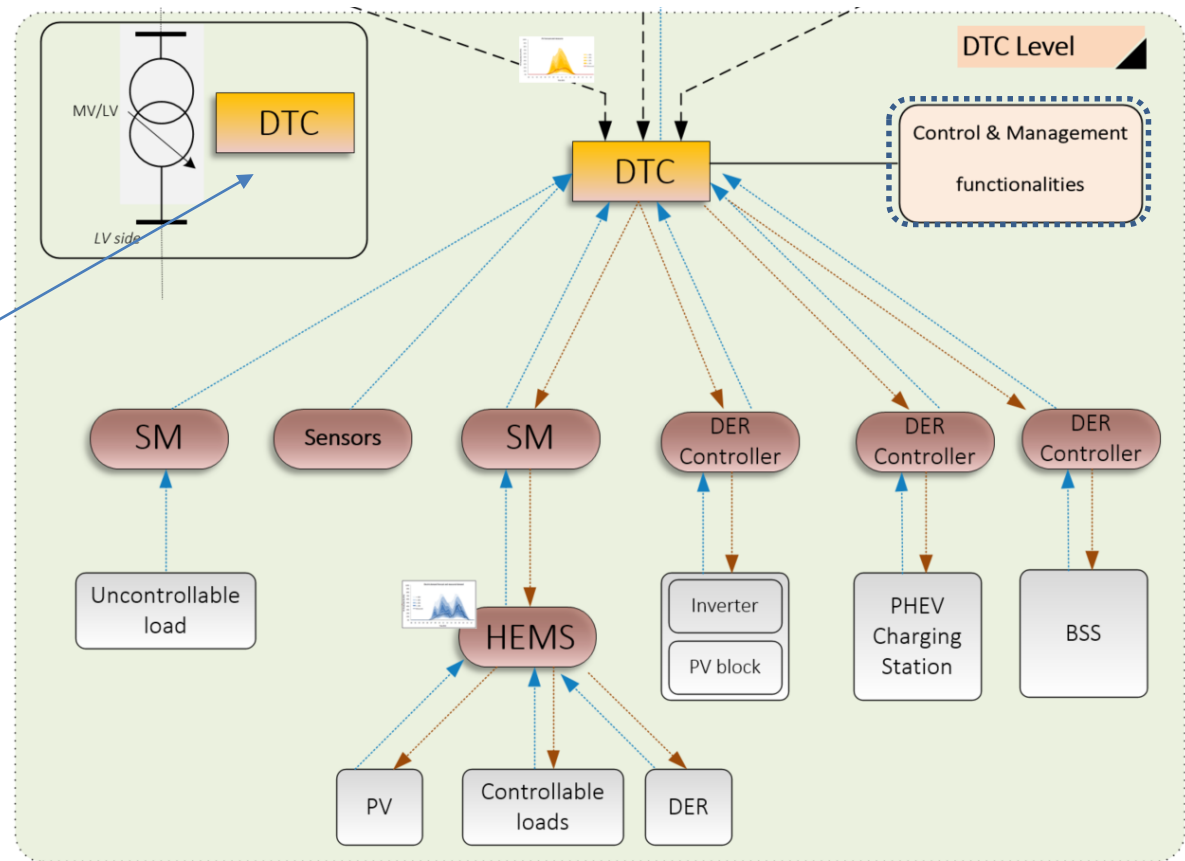 DTC Level
MV/LV
DTC
LV side
DTC
Control & Management
functionalities
SM
Sensors
SM
DER
Controller
DER
Controller
DER
Controller
Uncontrollable
load
HEMS
Inverter
PV block
PHEV
Charging
Station
BSS
PV
Controllable
loads
DER